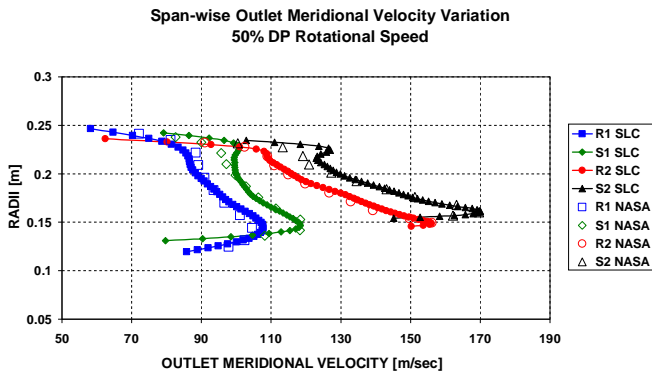 Span-wise Outlet Meridional Velocity Variation
50% DP Rotational Speed
0.3
0.25
0.2
0.15
0.1
0.05
RADII [m]
50 70 90 110 130 150 170 190
OUTLET MERIDIONAL VELOCITY [m/sec]
R1 SLC
S1 SLC
R2 SLC
S2 SLC
R1 NASA
S1 NASA
R2 NASA
S2 NASA